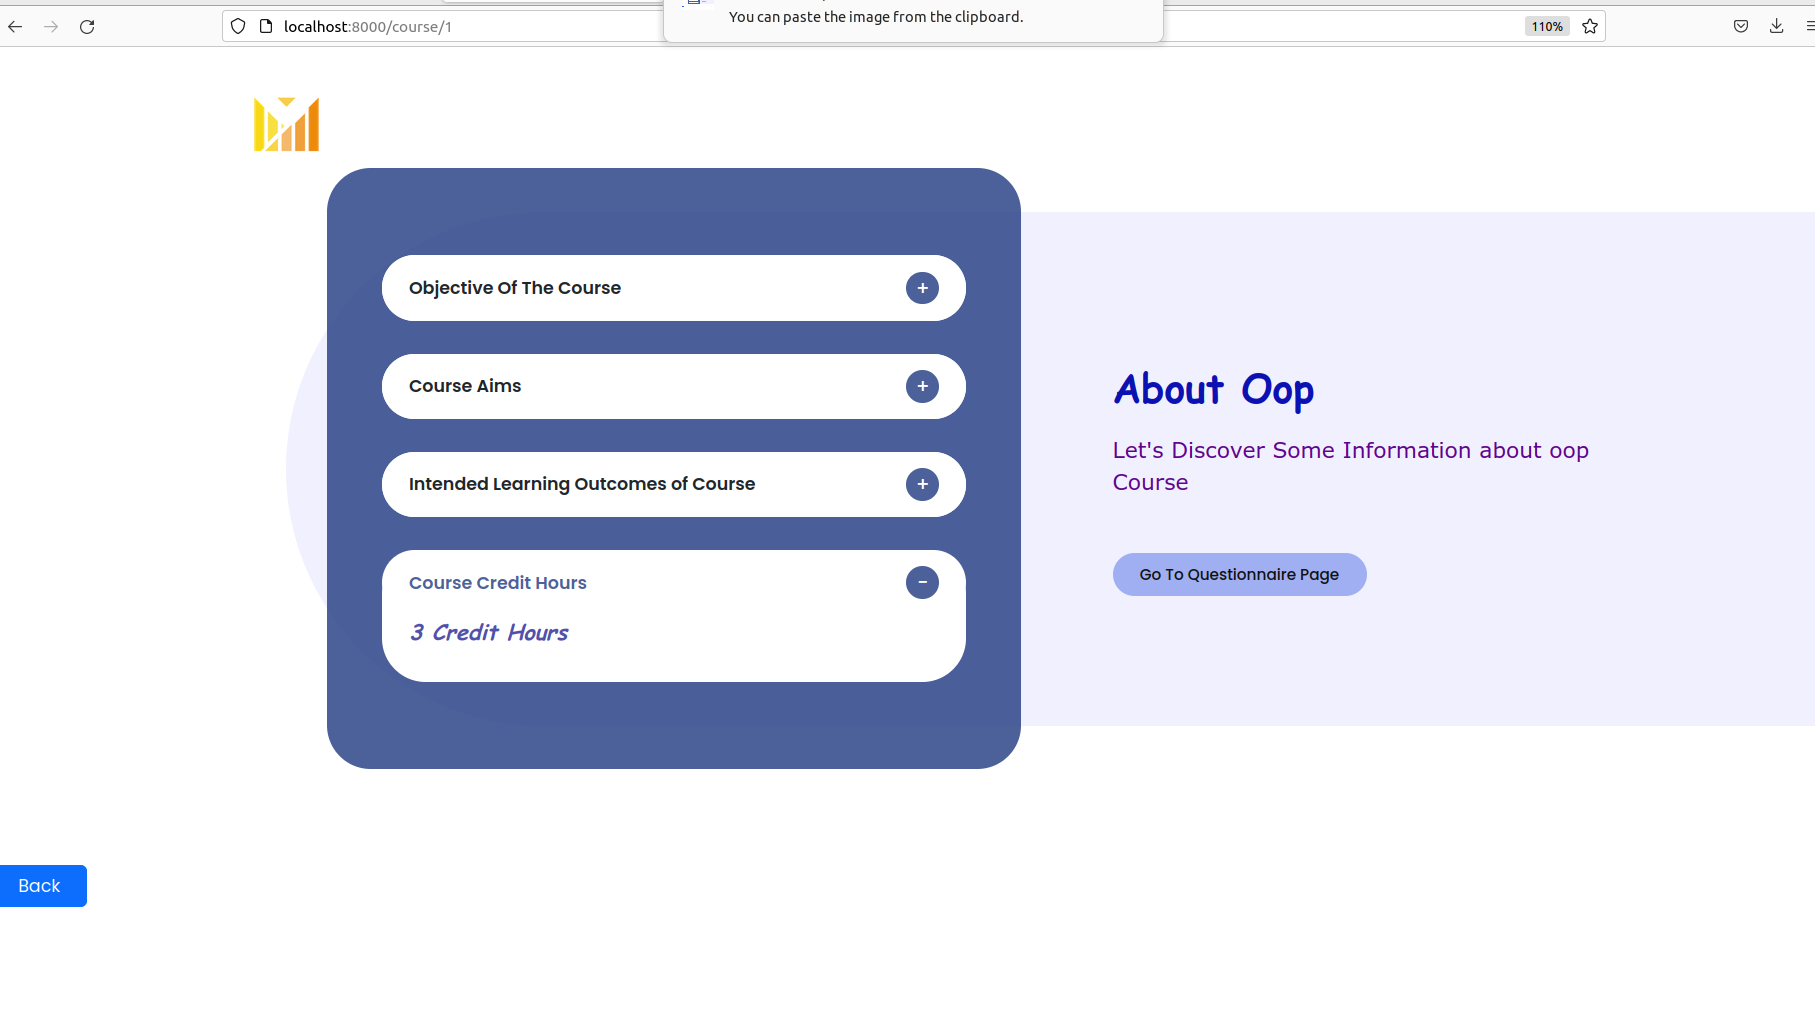 You can paste the image from the clipboard.
localhost:8000/course/1
110%
Objective Of The Course
+
Course Aims
+
Intended Learning Outcomes of Course
+
Course Credit Hours
-
3 Credit Hours
About Oop
Let's Discover Some Information about oop
Course
Go To Questionnaire Page
Back